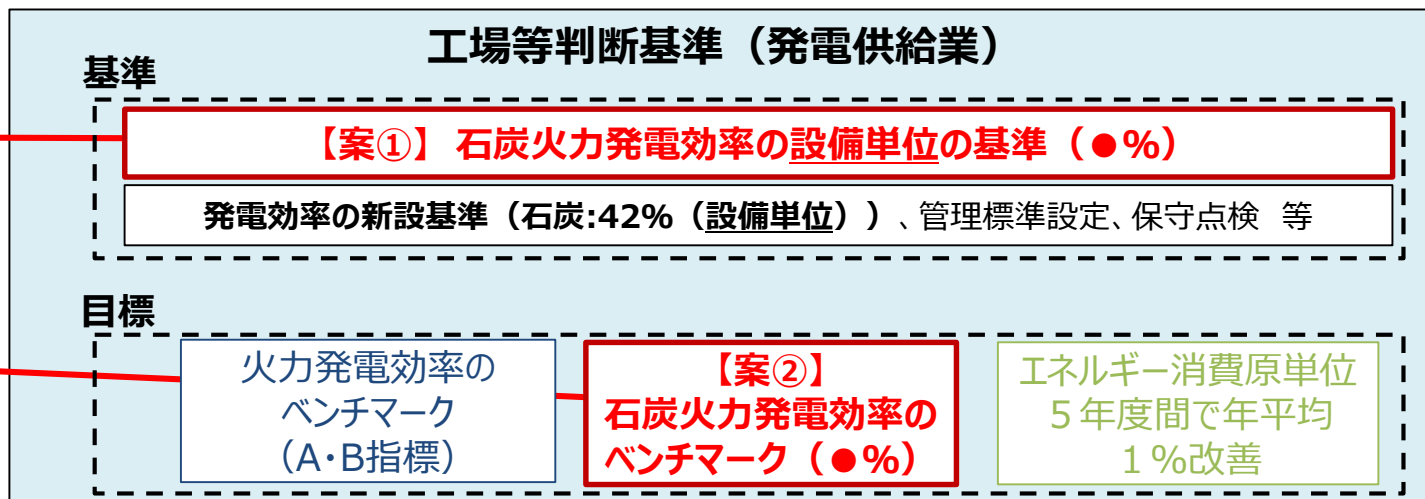 工場等判断基準（発電供給業）
基準
【案①】 石炭火力発電効率の設備単位の基準（●%）
発電効率の新設基準（石炭:42%（設備単位））、管理標準設定、保守点検 等
目標
火力発電効率の
ベンチマーク
（A・B指標）
【案②】
石炭火力発電効率の
ベンチマーク（●%）
エネルギー消費原単位
５年度間で年平均
１%改善